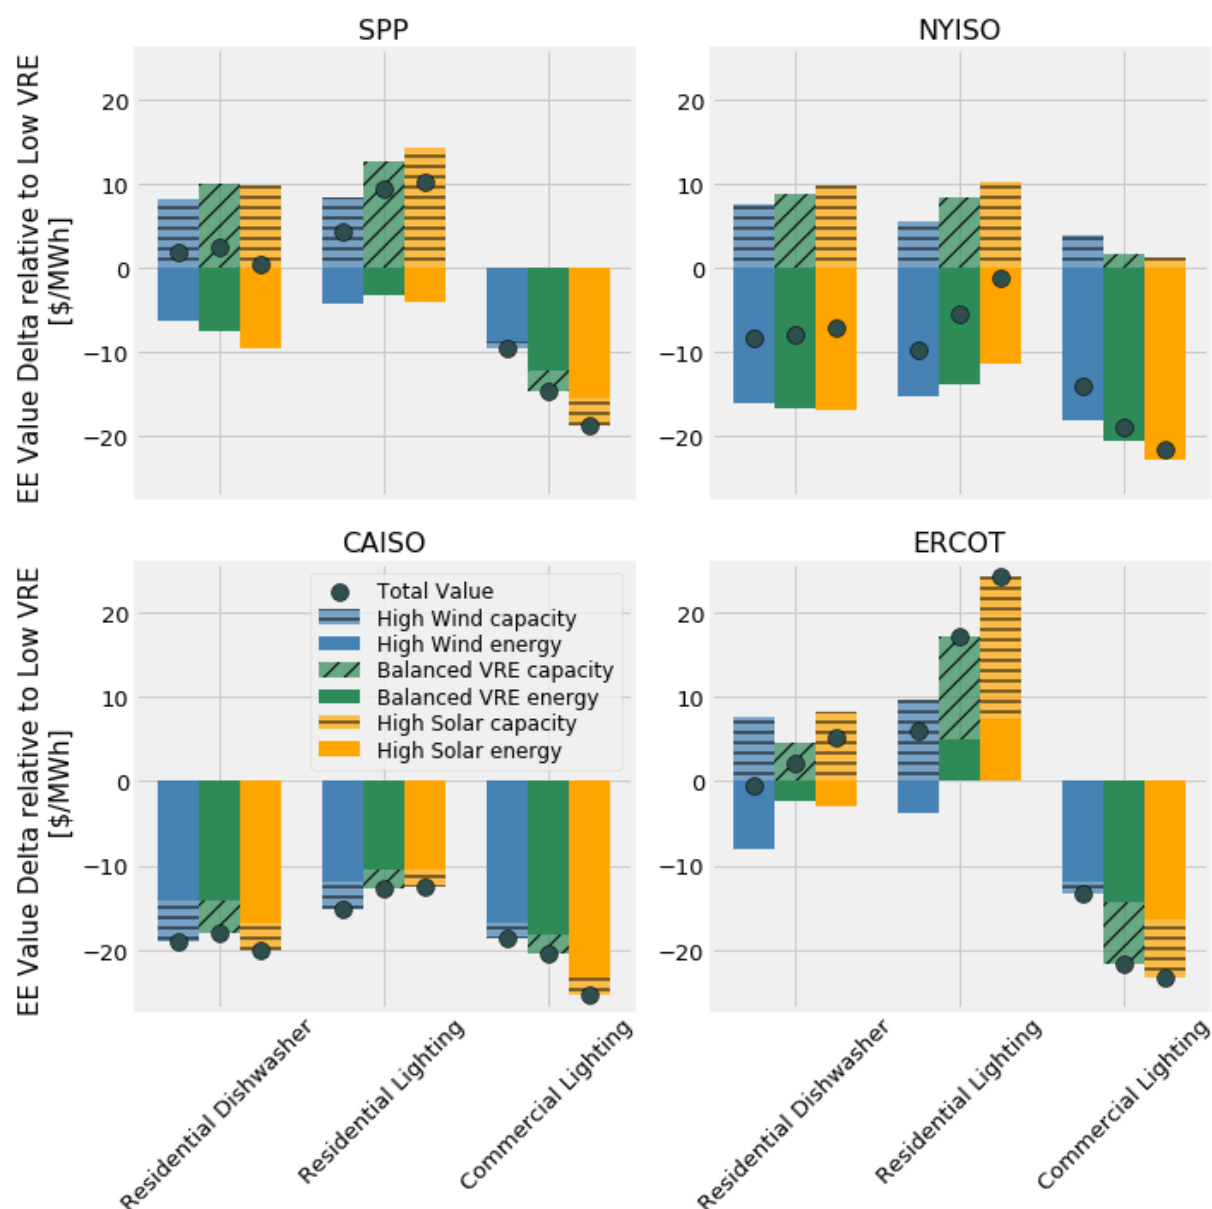 SPP
NYISO
EE Value Delta relative to Low VRE
[$/MWh]
20
10
0
−10
−20
20
10
0
−10
−20
CAISO
ERCOT
EE Value Delta relative to Low VRE
[$/MWh]
20
10
0
−10
−20
Total Value
High Wind capacity
High Wind energy
Balanced VRE capacity
Balanced VRE energy
High Solar capacity
High Solar energy
20
10
0
−10
−20
Residential Dishwasher
Residential Lighting
Commercial Lighting
Residential Dishwasher
Residential Lighting
Commercial Lighting